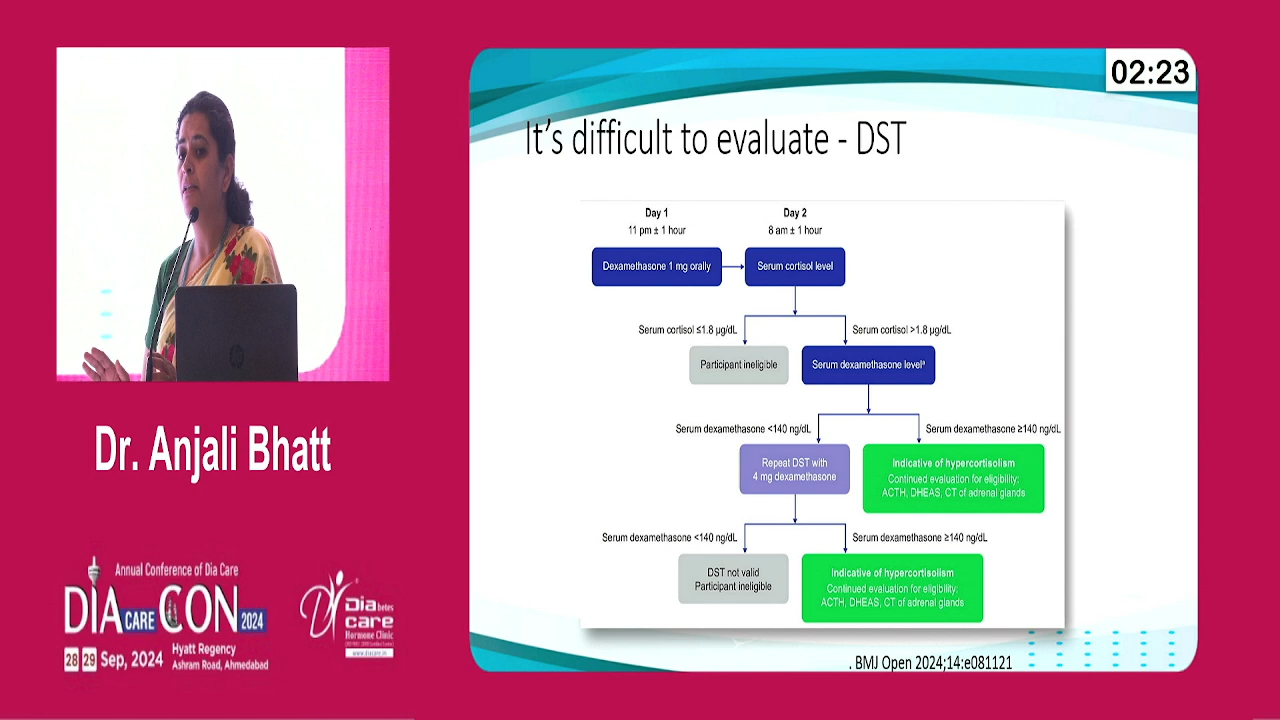 02:23
It's difficult to evaluate - DST
Day 1
11 pm ± 1 hour
Day 2
8 am ± 1 hour
Dexamethasone 1 mg orally
Serum cortisol level
Serum cortisol ≤1.8 µg/dL
Serum cortisol >1.8 µg/dL
Participant ineligible
Serum dexamethasone levelᵃ
Serum dexamethasone <140 ng/dL
Serum dexamethasone ≥140 ng/dL
Repeat DST with
4 mg dexamethasone
Indicative of hypercortisolism
Continued evaluation for eligibility:
ACTH, DHEAS, CT of adrenal glands
Serum dexamethasone <140 ng/dL
Serum dexamethasone ≥140 ng/dL
DST not valid
Participant ineligible
Indicative of hypercortisolism
Continued evaluation for eligibility:
ACTH, DHEAS, CT of adrenal glands
. BMJ Open 2024;14:e081121
hp
Dr. Anjali Bhatt
Annual Conference of Dia Care
DIA CARE CON 2024
28 29 Sep, 2024
Hyatt Regency
Ashram Road, Ahmedabad
Diabetes
care
Hormone Clinic
www.diacare.in